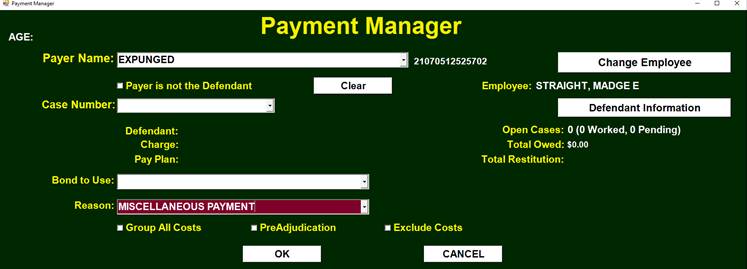 Payment Manager
Payment Manager
AGE:
Payer Name: EXPUNGED 21070512525702 Change Employee
Payer is not the Defendant Clear Employee: STRAIGHT, MADGE E
Case Number: Defendant Information
Defendant: Open Cases: 0 (0 Worked, 0 Pending)
Charge: Total Owed: $0.00
Pay Plan: Total Restitution:
Bond to Use:
Reason: MISCELLANEOUS PAYMENT
Group All Costs PreAdjudication Exclude Costs
OK CANCEL